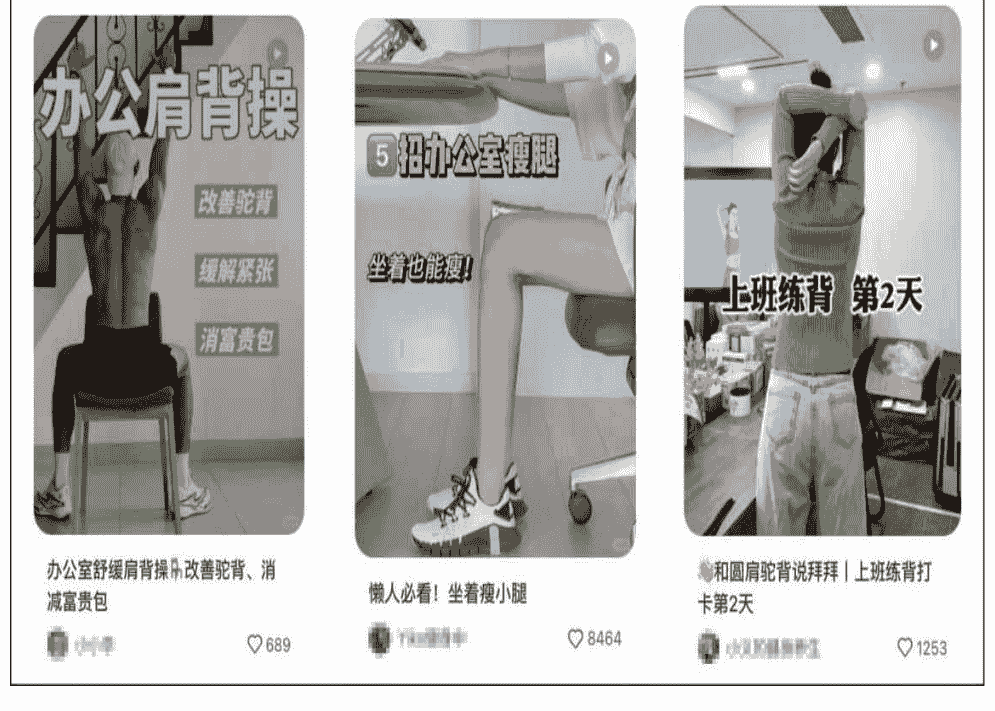 办公肩背操
改善驼背
缓解紧张
消富贵包
办公室舒缓肩背操 改善驼背、消
减富贵包
689
5招办公室瘦腿
坐着也能瘦!
懒人必看!坐着瘦小腿
8464
上班练背 第2天
和圆肩驼背说拜拜|上班练背打
卡第2天
1253